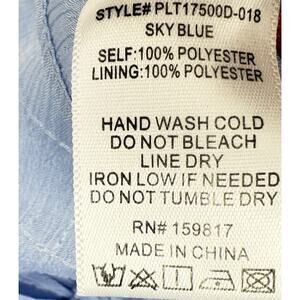 STYLE# PLT17500D-018
SKY BLUE
SELF:100% POLYESTER
LINING:100% POLYESTER
HAND WASH COLD
DO NOT BLEACH
LINE DRY
IRON LOW IF NEEDED
DO NOT TUMBLE DRY
RN# 159817
MADE IN CHINA